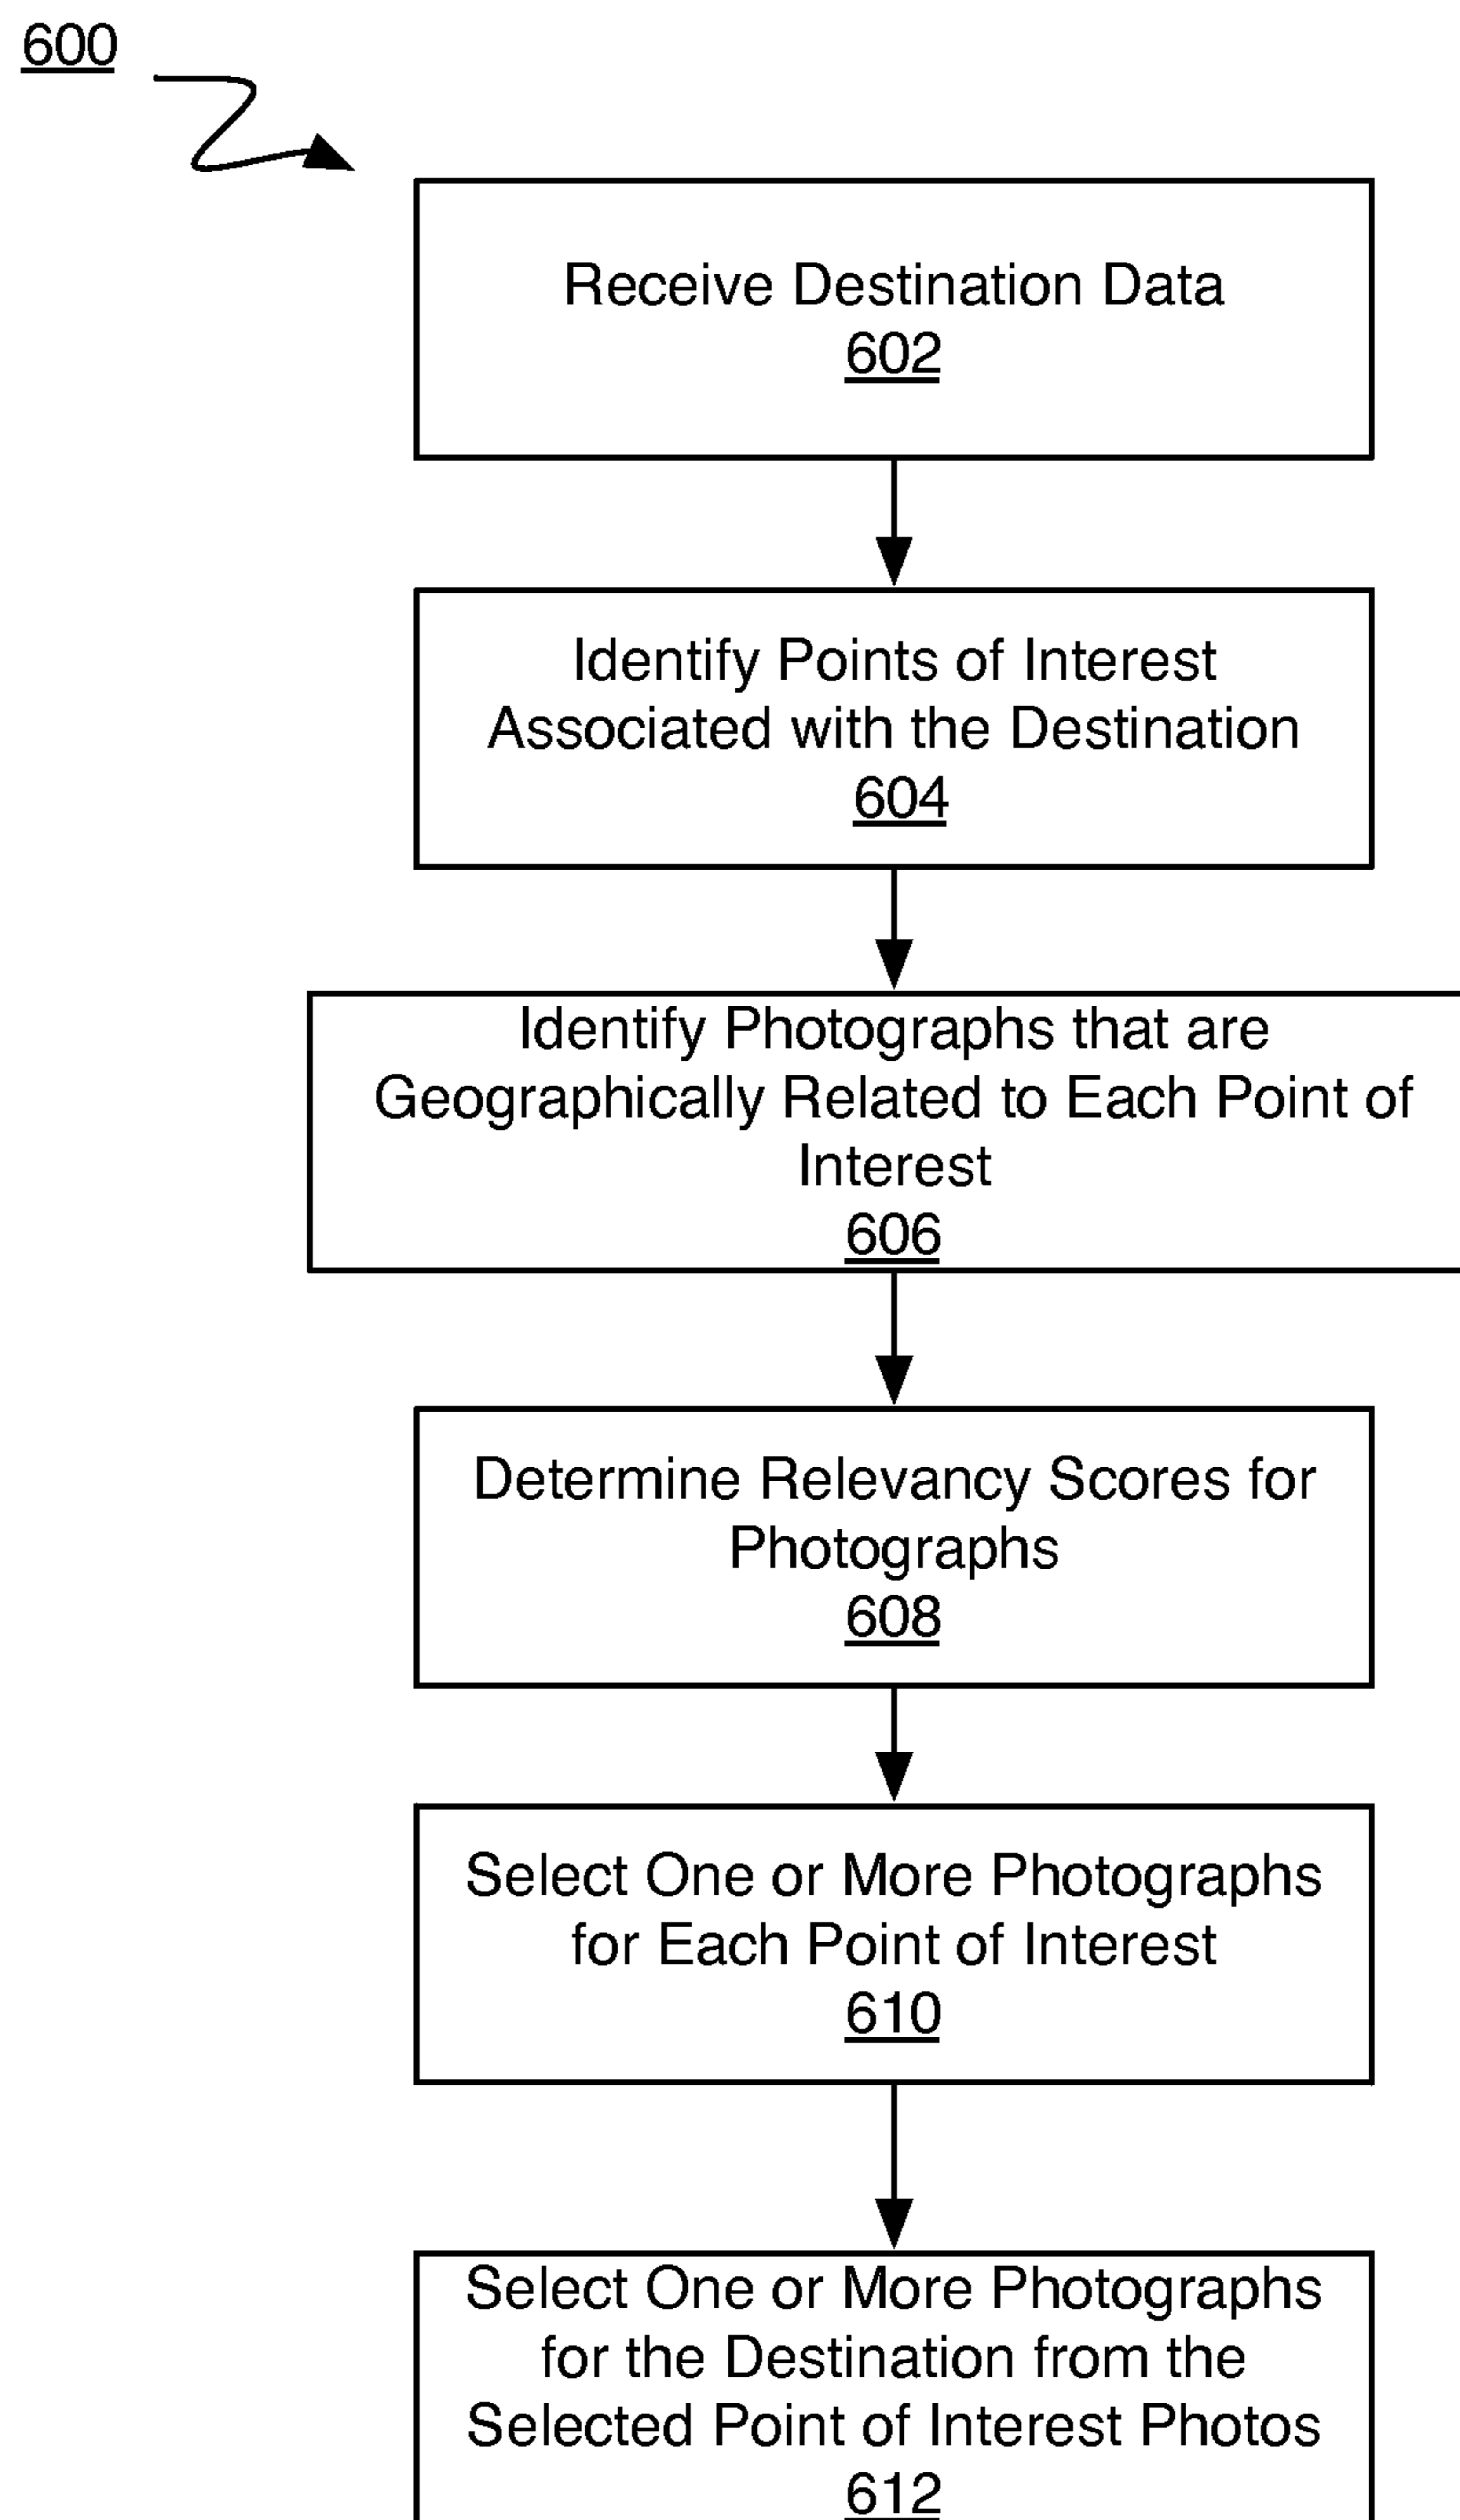 600
Receive Destination Data
602
Identify Points of Interest
Associated with the Destination
604
Identify Photographs that are
Geographically Related to Each Point of
Interest
606
Determine Relevancy Scores for
Photographs
608
Select One or More Photographs
for Each Point of Interest
610
Select One or More Photographs
for the Destination from the
Selected Point of Interest Photos
612